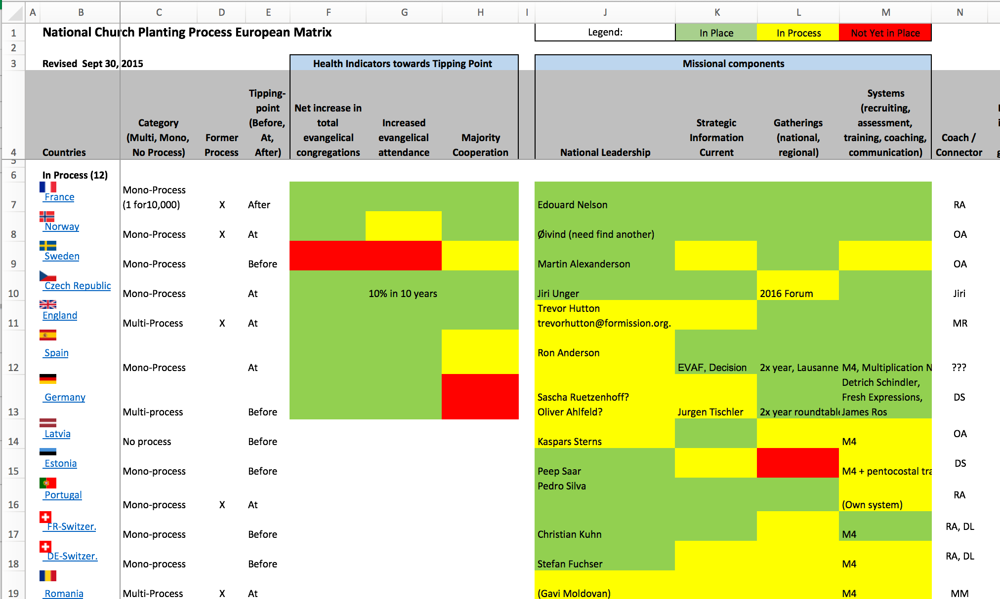 A B C D E F G H I J K L M N
1 National Church Planting Process European Matrix Legend: In Place In Process Not Yet in Place
2
3 Revised Sept 30, 2015 Health Indicators towards Tipping Point Missional components
Tipping- Systems
point Net increase in (recruiting,
Category (Before, total Increased Strategic Gatherings assessment,
(Multi, Mono, Former At, evangelical evangelical Majority Information (national, training, coaching, Coach /
4 Countries No Process) Process After) congregations attendance Cooperation National Leadership Current regional) communication) Connector
5
6 In Process (12)
France Mono-Process
7 (1 for10,000) X After Edouard Nelson RA
Norway
8 Mono-Process X At Øivind (need find another) OA
Sweden
9 Mono-Process Before Martin Alexanderson OA
Czech Republic
10 Mono-Process At 10% in 10 years Jiri Unger 2016 Forum Jiri
England Trevor Hutton
11 Multi-Process X At trevorhutton@formission.org. MR
Spain Ron Anderson
12 Mono-Process At EVAF, Decision 2x year, Lausanne M4, Multiplication N ???
Detrich Schindler,
Germany Sascha Ruetzenhoff? Fresh Expressions, DS
13 Multi-process Before Oliver Ahlfeld? Jurgen Tischler 2x year roundtable James Ros
Latvia OA
14 No process Before Kaspars Sterns M4
Estonia DS
15 Mono-process Before Peep Saar M4 + pentocostal tra
Pedro Silva
Portugal RA
16 Mono-process X At (Own system)
FR-Switzer. RA, DL
17 Mono-process Before Christian Kuhn M4
DE-Switzer. RA, DL
18 Mono-process Before Stefan Fuchser M4
19 Romania Multi-Process X At (Gavi Moldovan) M4 MM